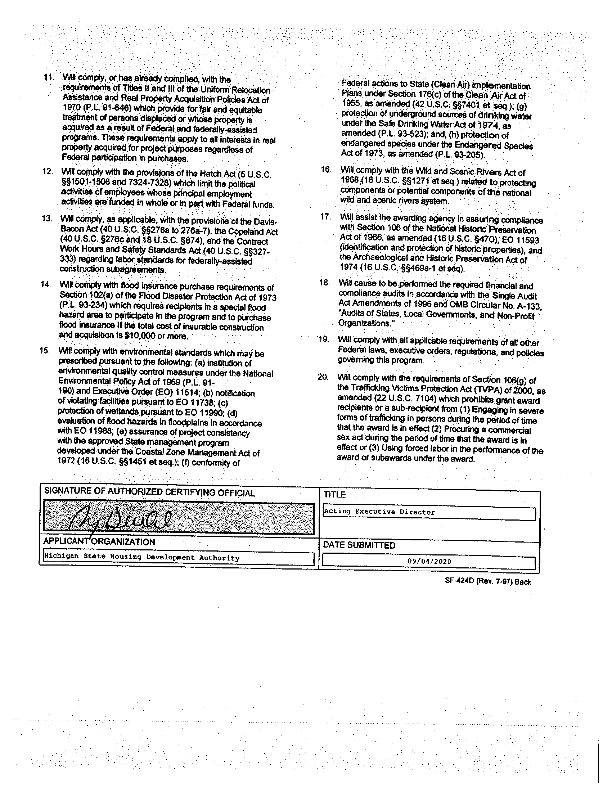 11. Will comply, or has already complied, with the
requirements of Titles II and III of the Uniform Relocation
Assistance and Real Property Acquisition Policies Act of
1970 (P.L. 91-646) which provide for fair and equitable
treatment of persons displaced or whose property is
acquired as a result of Federal and federally-assisted
programs. These requirements apply to all interests in real
property acquired for project purposes regardless of
Federal participation in purchases.
12. Will comply with the provisions of the Hatch Act (5 U.S.C.
§§1501-1508 and 7324-7328) which limit the political
activities of employees whose principal employment
activities are funded in whole or in part with Federal funds.
13. Will comply, as applicable, with the provisions of the Davis-
Bacon Act (40 U.S.C. §§276a to 276a-7), the Copeland Act
(40 U.S.C. §276c and 18 U.S.C. §874), and the Contract
Work Hours and Safety Standards Act (40 U.S.C. §§327-
333) regarding labor standards for federally-assisted
construction subagreements.
14. Will comply with flood insurance purchase requirements of
Section 102(a) of the Flood Disaster Protection Act of 1973
(P.L. 93-234) which requires recipients in a special flood
hazard area to participate in the program and to purchase
flood insurance if the total cost of insurable construction
and acquisition is $10,000 or more.
15. Will comply with environmental standards which may be
prescribed pursuant to the following: (a) institution of
environmental quality control measures under the National
Environmental Policy Act of 1969 (P.L. 91-
190) and Executive Order (EO) 11514; (b) notification
of violating facilities pursuant to EO 11738; (c)
protection of wetlands pursuant to EO 11990; (d)
evaluation of flood hazards in floodplains in accordance
with EO 11988; (e) assurance of project consistency
with the approved State management program
developed under the Coastal Zone Management Act of
1972 (16 U.S.C. §§1451 et seq.); (f) conformity of
Federal actions to State (Clean Air) Implementation
Plans under Section 176(c) of the Clean Air Act of
1955, as amended (42 U.S.C. §§7401 et seq.); (g)
protection of underground sources of drinking water
under the Safe Drinking Water Act of 1974, as
amended (P.L. 93-523); and, (h) protection of
endangered species under the Endangered Species
Act of 1973, as amended (P.L. 93-205).
16. Will comply with the Wild and Scenic Rivers Act of
1968 (16 U.S.C. §§1271 et seq.) related to protecting
components or potential components of the national
wild and scenic rivers system.
17. Will assist the awarding agency in assuring compliance
with Section 106 of the National Historic Preservation
Act of 1966, as amended (16 U.S.C. §470), EO 11593
(identification and protection of historic properties), and
the Archaeological and Historic Preservation Act of
1974 (16 U.S.C. §§469a-1 et seq).
18. Will cause to be performed the required financial and
compliance audits in accordance with the Single Audit
Act Amendments of 1996 and OMB Circular No. A-133,
"Audits of States, Local Governments, and Non-Profit
Organizations."
19. Will comply with all applicable requirements of all other
Federal laws, executive orders, regulations, and policies
governing this program.
20. Will comply with the requirements of Section 106(g) of
the Trafficking Victims Protection Act (TVPA) of 2000, as
amended (22 U.S.C. 7104) which prohibits grant award
recipients or a sub-recipient from (1) Engaging in severe
forms of trafficking in persons during the period of time
that the award is in effect (2) Procuring a commercial
sex act during the period of time that the award is in
effect or (3) Using forced labor in the performance of the
award or subawards under the award.
SIGNATURE OF AUTHORIZED CERTIFYING OFFICIAL
TITLE
Acting Executive Director
APPLICANT ORGANIZATION
DATE SUBMITTED
Michigan State Housing Development Authority
09/04/2020
SF-424D (Rev. 7-97) Back